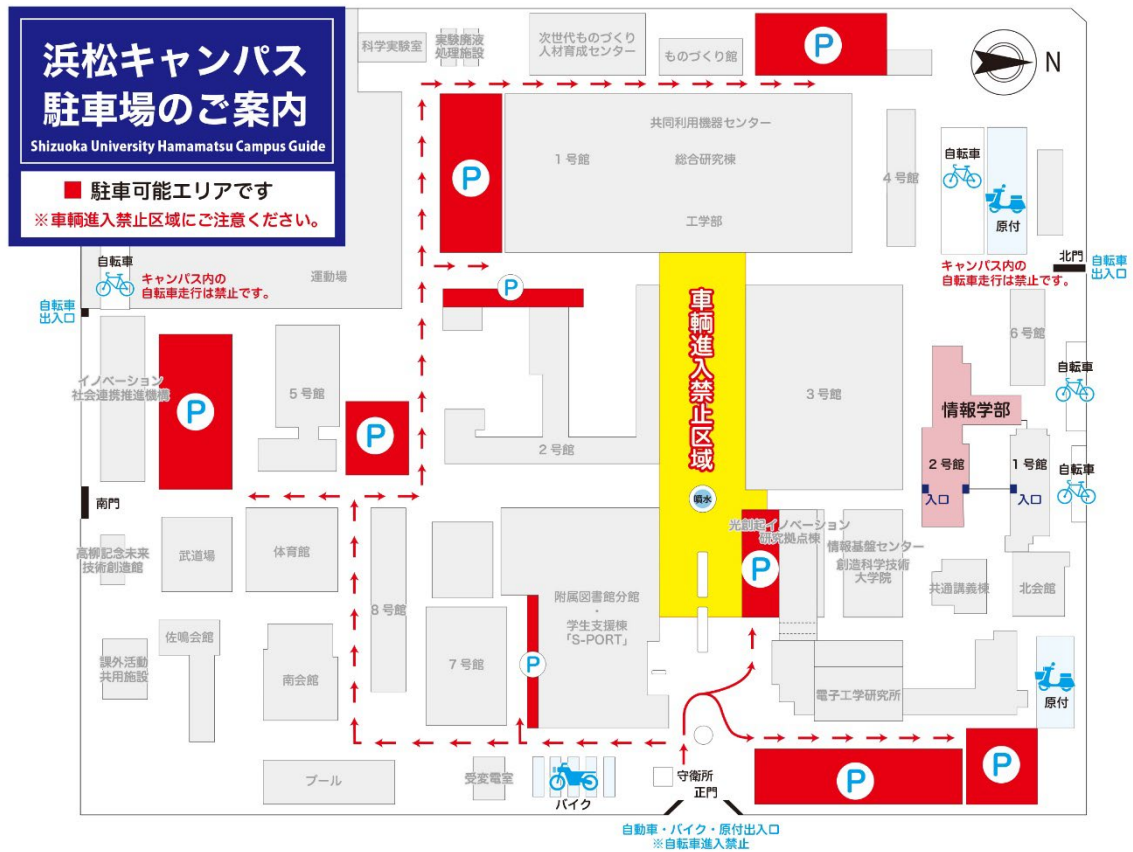 浜松キャンパス
駐車場のご案内
Shizuoka University Hamamatsu Campus Guide
■ 駐車可能エリアです
※車輌進入禁止区域にご注意ください。
科学実験室
実験廃液
処理施設
次世代ものづくり
人材育成センター
ものづくり館
P
N
共同利用機器センター
1号館
総合研究棟
工学部
P
4号館
自転車
原付
キャンパス内の
自転車走行は禁止です。
北門
自転車
出入口
自転車
キャンパス内の
自転車走行は禁止です。
運動場
自転車
出入口
P
車輌進入禁止区域
イノベーション
社会連携推進機構
P
5号館
P
2号館
3号館
6号館
自転車
情報学部
2号館
1号館
入口
入口
自転車
噴水
南門
高柳記念未来
技術創造館
武道場
体育館
8号館
附属図書館分館
・
学生支援棟
「S-PORT」
光創起イノベーション
研究拠点棟
P
情報基盤センター
創造科学技術
大学院
共通講義棟
北会館
佐鳴会館
課外活動
共用施設
南会館
7号館
P
電子工学研究所
原付
プール
受変電室
バイク
守衛所
正門
P
P
自動車・バイク・原付出入口
※自転車進入禁止